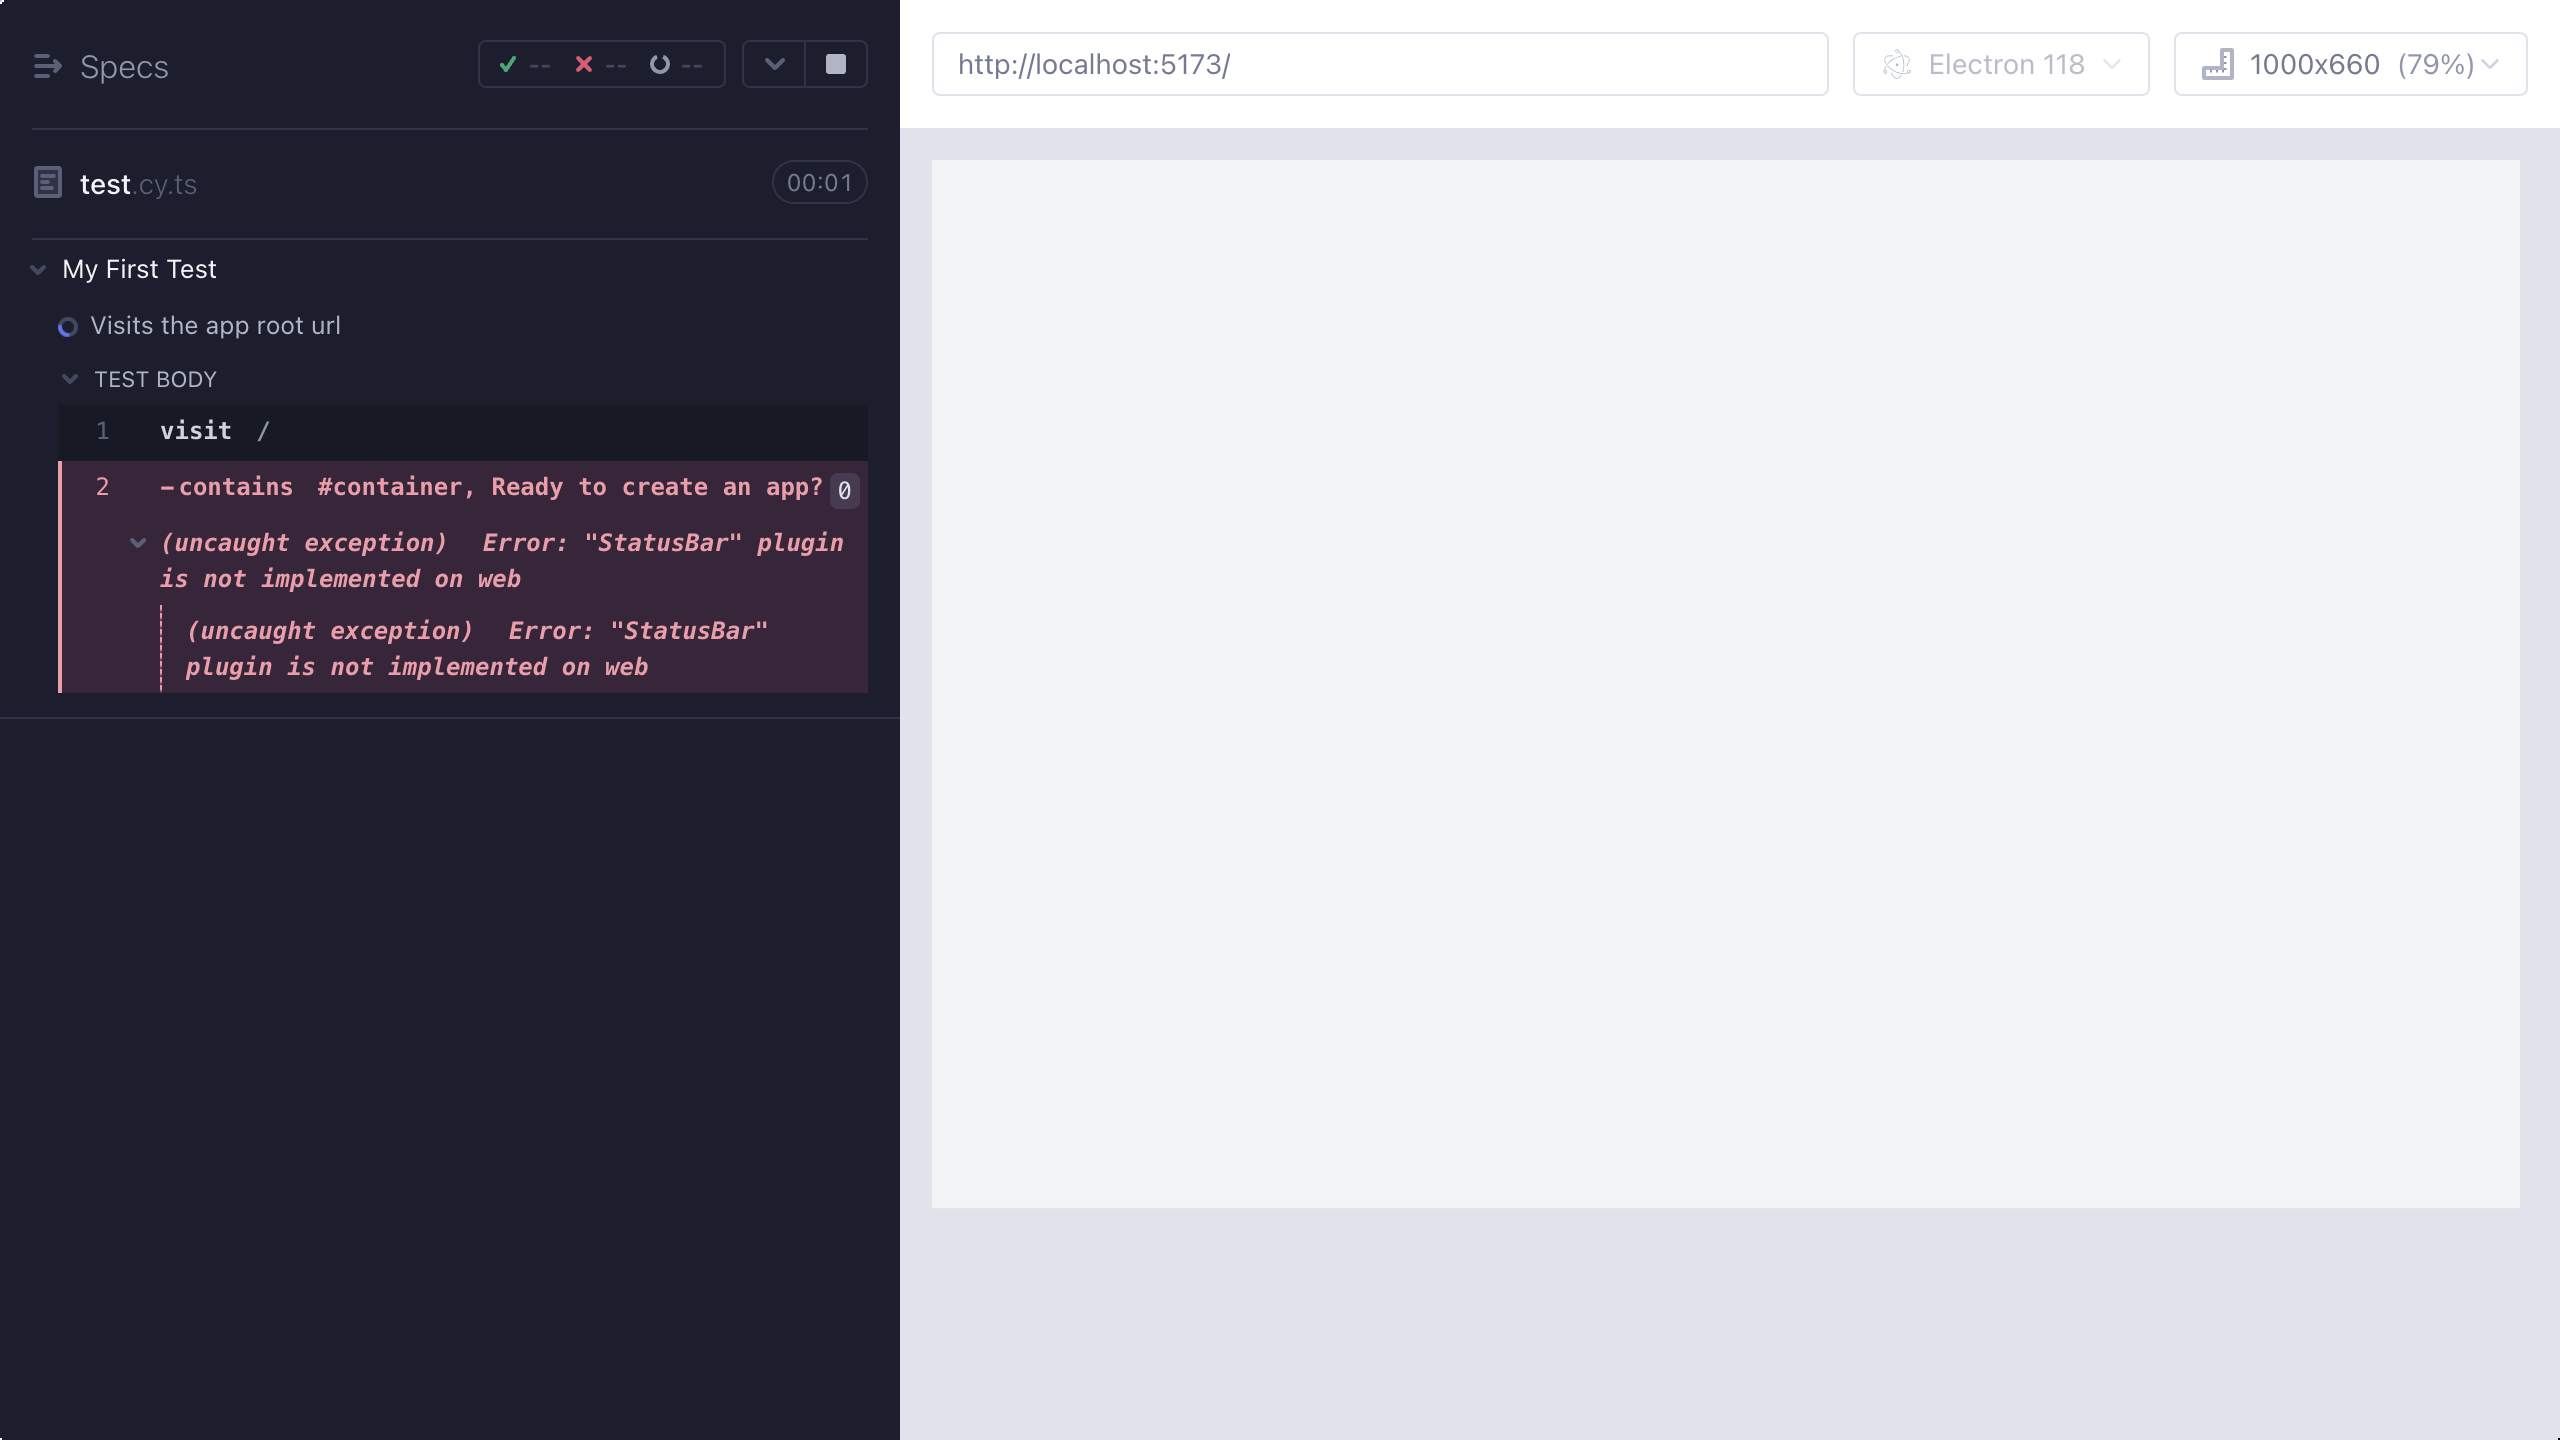 Specs -- -- --
http://localhost:5173/ Electron 118 1000x660 (79%)
test.cy.ts 00:01
My First Test
Visits the app root url
TEST BODY
1 visit /
2 -contains #container, Ready to create an app? 0
(uncaught exception) Error: "StatusBar" plugin
is not implemented on web
(uncaught exception) Error: "StatusBar"
plugin is not implemented on web